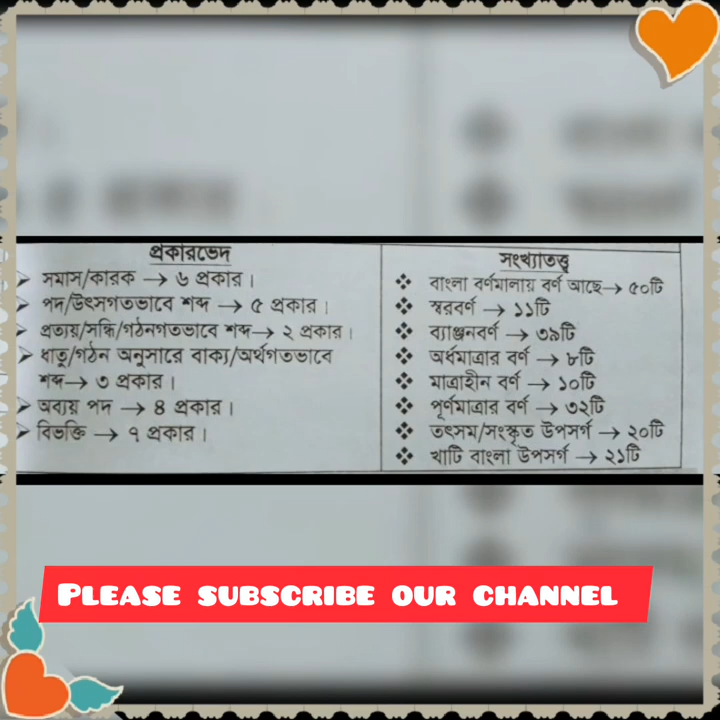 প্রকারভেদ
➤ সমাস/কারক → ৬ প্রকার।
➤ পদ/উৎসগতভাবে শব্দ → ৫ প্রকার।
➤ প্রত্যয়/সন্ধি/গঠনগতভাবে শব্দ→ ২ প্রকার।
➤ ধাতু/গঠন অনুসারে বাক্য/অর্থগতভাবে
শব্দ→ ৩ প্রকার।
➤ অব্যয় পদ → ৪ প্রকার।
➤ বিভক্তি → ৭ প্রকার।
সংখ্যাতত্ত্ব
❖ বাংলা বর্ণমালায় বর্ণ আছে→ ৫০টি
❖ স্বরবর্ণ → ১১টি
❖ ব্যাঞ্জনবর্ণ → ৩৯টি
❖ অর্ধমাত্রার বর্ণ → ৮টি
❖ মাত্রাহীন বর্ণ → ১০টি
❖ পূর্ণমাত্রার বর্ণ → ৩২টি
❖ তৎসম/সংস্কৃত উপসর্গ → ২০টি
❖ খাটি বাংলা উপসর্গ → ২১টি
PLEASE SUBSCRIBE OUR CHANNEL